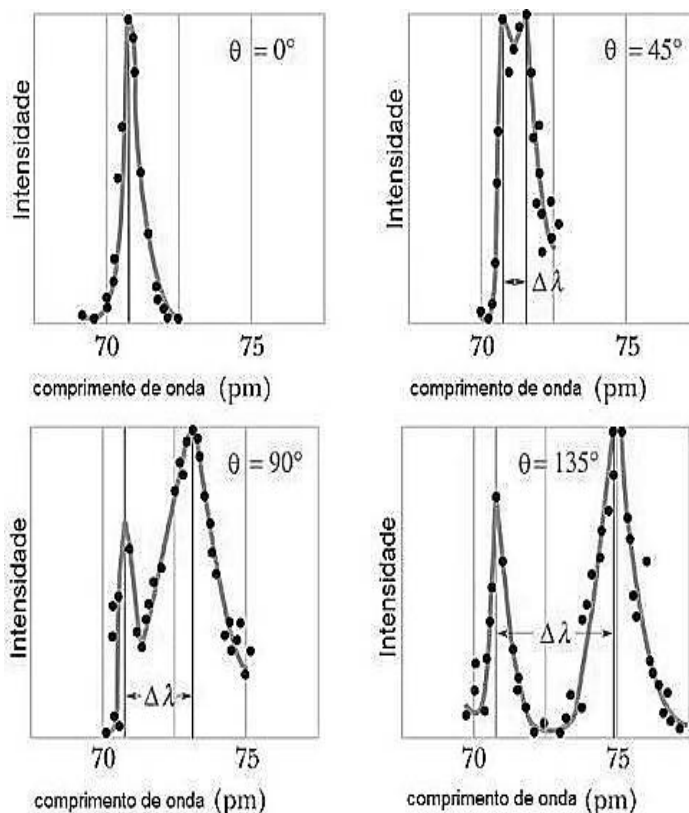 Intensidade
θ = 0°
70
75
comprimento de onda (pm)
Intensidade
θ = 45°
Δλ
70
75
comprimento de onda (pm)
Intensidade
θ = 90°
Δλ
70
75
comprimento de onda (pm)
Intensidade
θ = 135°
Δλ
70
75
comprimento de onda (pm)